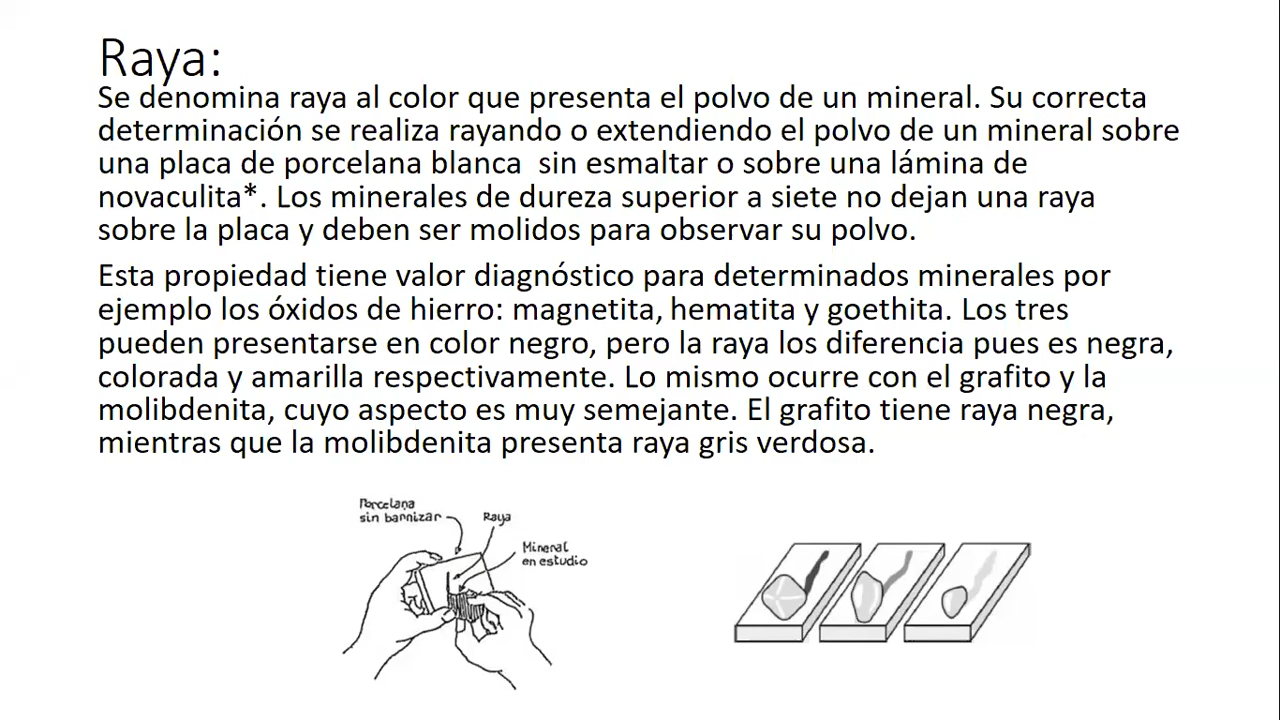 Raya:
Se denomina raya al color que presenta el polvo de un mineral. Su correcta
determinación se realiza rayando o extendiendo el polvo de un mineral sobre
una placa de porcelana blanca  sin esmaltar o sobre una lámina de
novaculita*. Los minerales de dureza superior a siete no dejan una raya
sobre la placa y deben ser molidos para observar su polvo.
Esta propiedad tiene valor diagnóstico para determinados minerales por
ejemplo los óxidos de hierro: magnetita, hematita y goethita. Los tres
pueden presentarse en color negro, pero la raya los diferencia pues es negra,
colorada y amarilla respectivamente. Lo mismo ocurre con el grafito y la
molibdenita, cuyo aspecto es muy semejante. El grafito tiene raya negra,
mientras que la molibdenita presenta raya gris verdosa.
Porcelana
sin barnizar
Raya
Mineral
en estudio